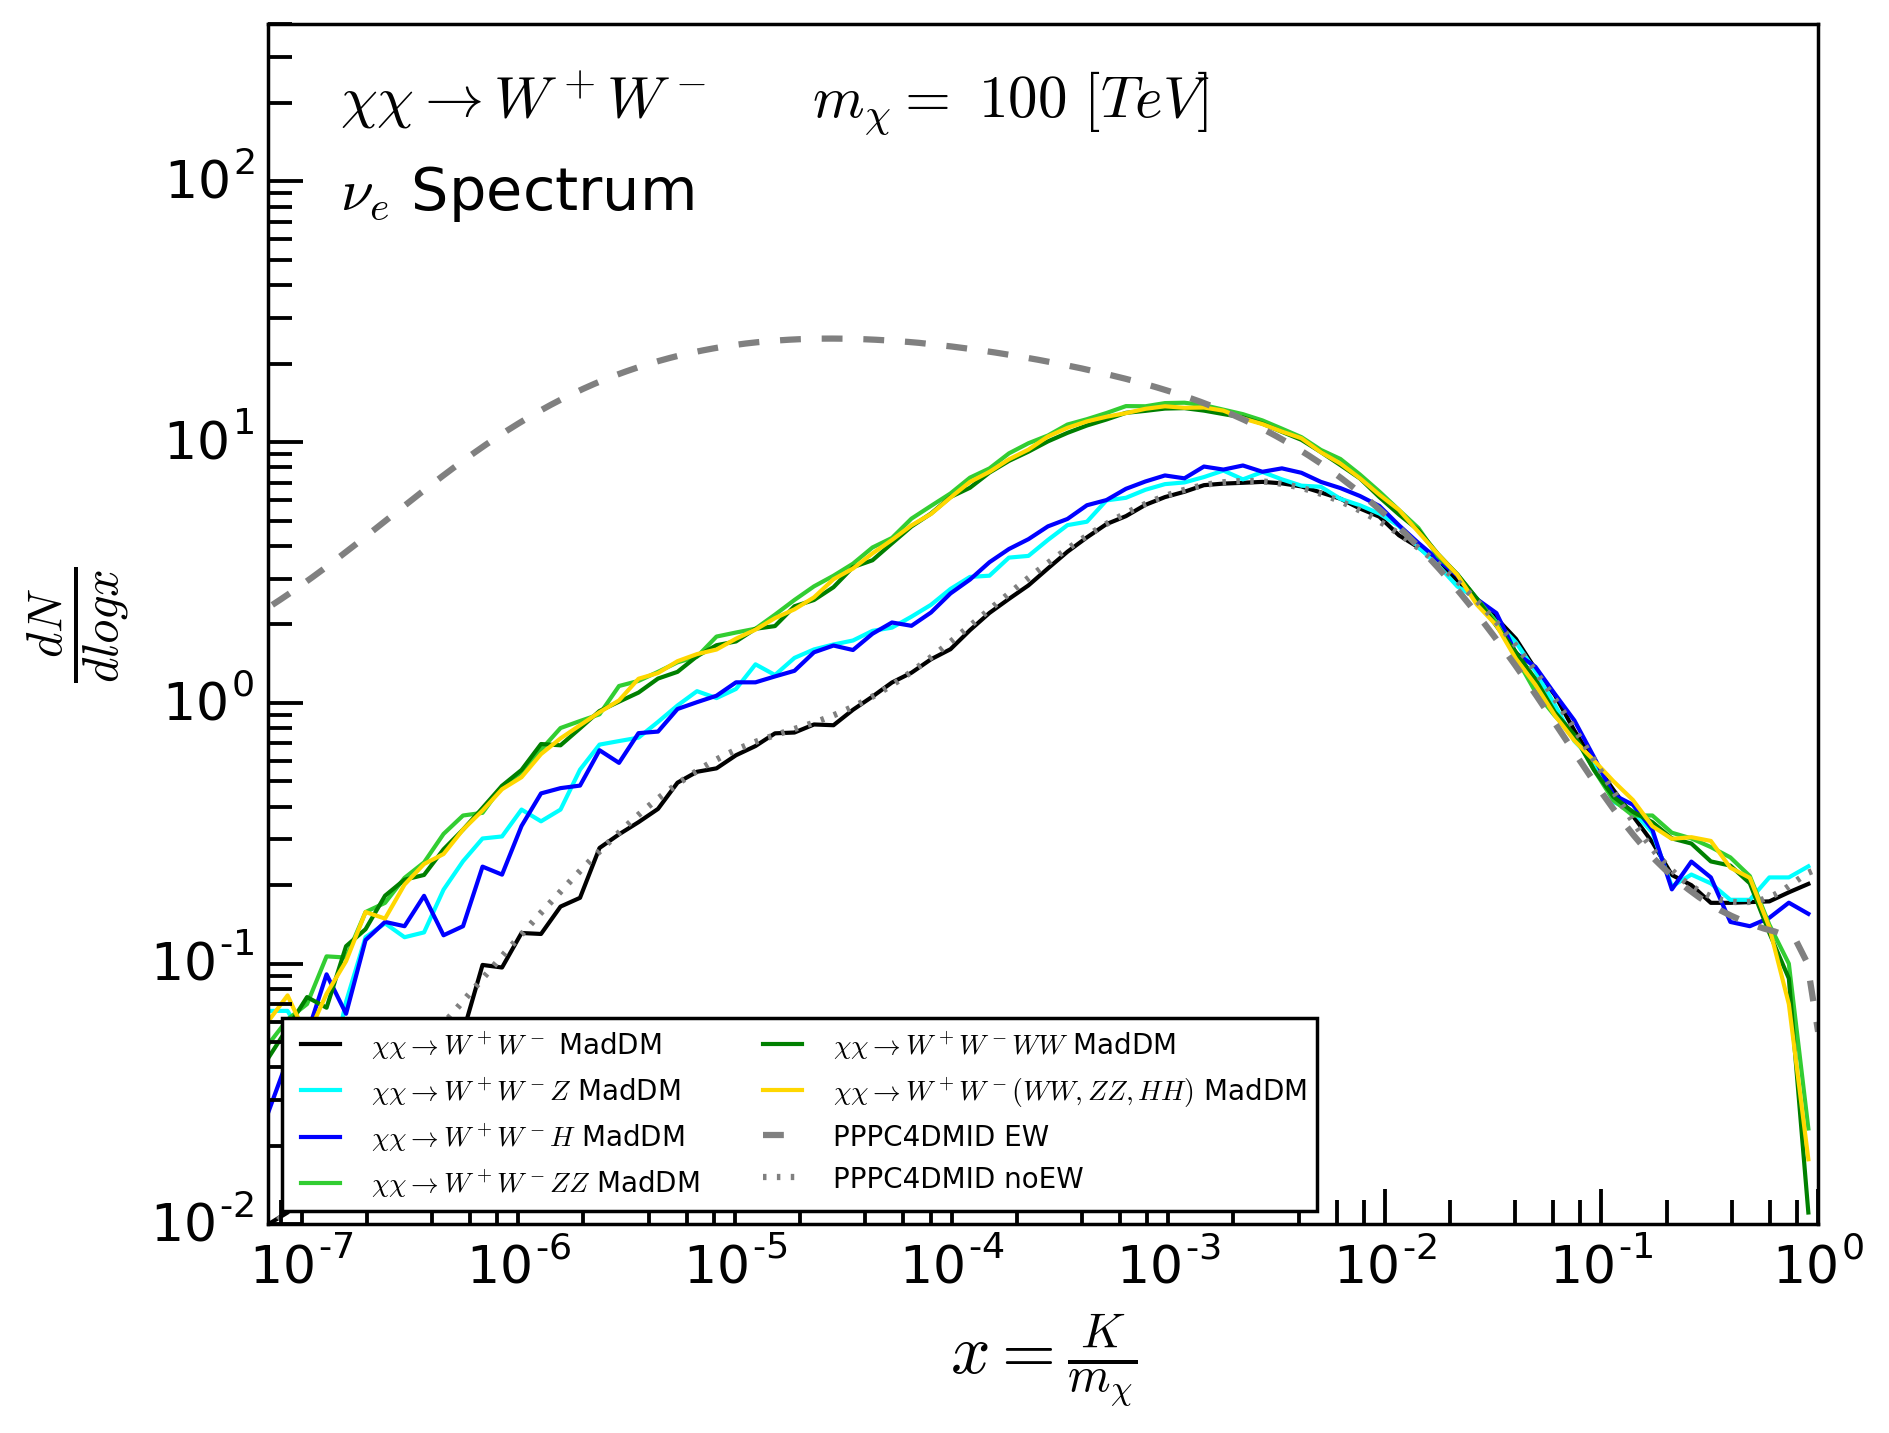 χχ → W⁺W⁻ m_χ = 100 [TeV]
ν_e Spectrum
10²
10¹
10⁰
10⁻¹
10⁻²
dN
dlogx
χχ → W⁺W⁻ MadDM
χχ → W⁺W⁻Z MadDM
χχ → W⁺W⁻H MadDM
χχ → W⁺W⁻ZZ MadDM
χχ → W⁺W⁻WW MadDM
χχ → W⁺W⁻(WW, ZZ, HH) MadDM
PPPC4DMID EW
PPPC4DMID noEW
10⁻⁷ 10⁻⁶ 10⁻⁵ 10⁻⁴ 10⁻³ 10⁻² 10⁻¹ 10⁰
x = K/m_χ